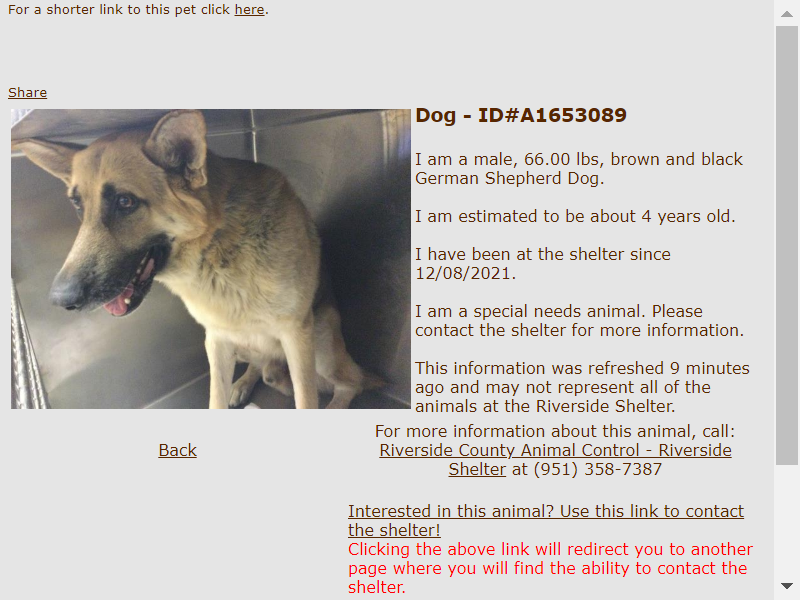 For a shorter link to this pet click here.
Share
Dog - ID#A1653089
I am a male, 66.00 lbs, brown and black
German Shepherd Dog.
I am estimated to be about 4 years old.
I have been at the shelter since
12/08/2021.
I am a special needs animal. Please
contact the shelter for more information.
This information was refreshed 9 minutes
ago and may not represent all of the
animals at the Riverside Shelter.
Back
For more information about this animal, call:
Riverside County Animal Control - Riverside
Shelter at (951) 358-7387
Interested in this animal? Use this link to contact
the shelter!
Clicking the above link will redirect you to another
page where you will find the ability to contact the
shelter.